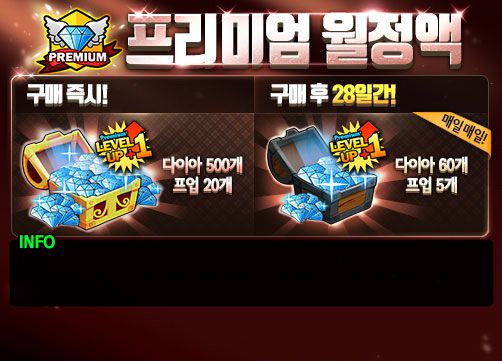 PREMIUM
프리미엄 월정액
구매 즉시!
구매 후 28일간!
매일매일!
Premium
LEVEL UP +1
다이아 500개
프업 20개
Premium
LEVEL UP +1
다이아 60개
프업 5개
INFO